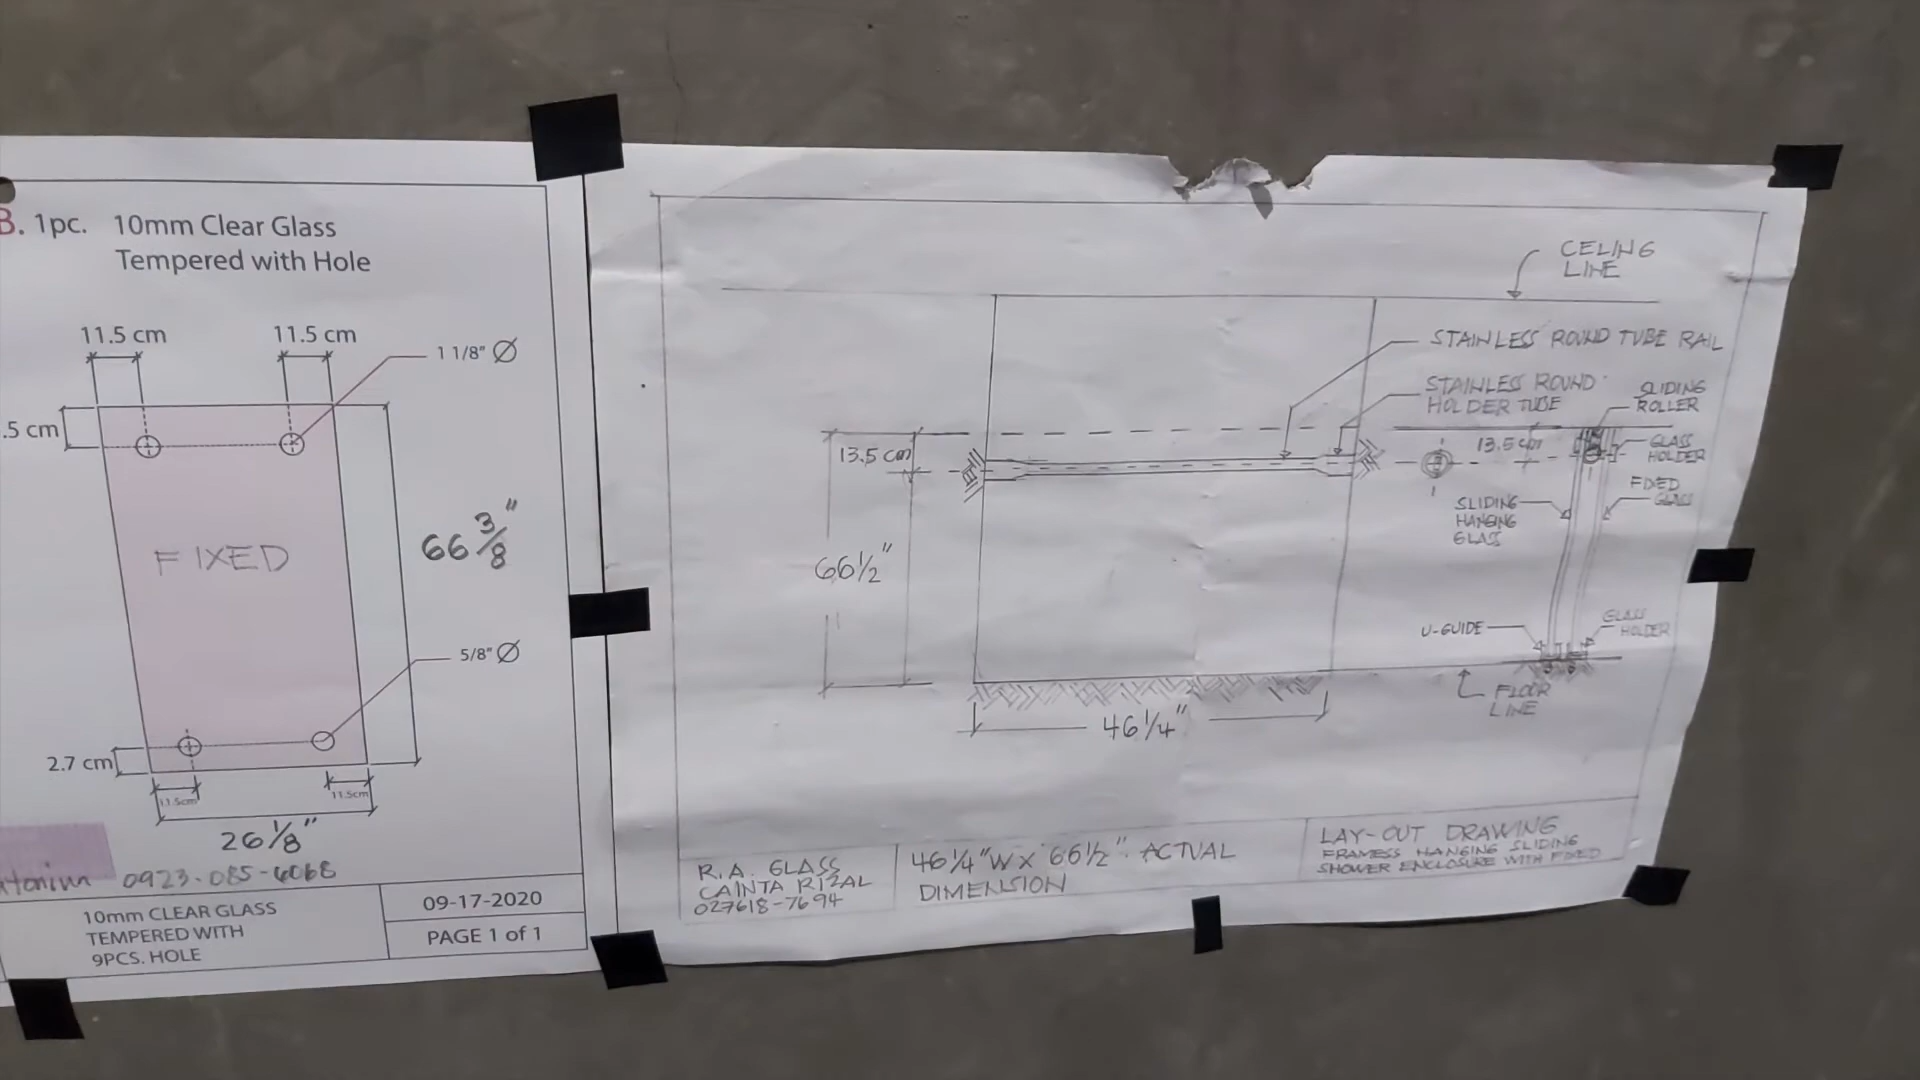 B. 1pc. 10mm Clear Glass
Tempered with Hole
11.5 cm
11.5 cm
1 1/8" Ø
.5 cm
FIXED
66 3/8"
5/8" Ø
2.7 cm
11.5cm
11.5cm
26 1/8"
0923-085-6068
10mm CLEAR GLASS
TEMPERED WITH
9PCS. HOLE
09-17-2020
PAGE 1 of 1
CELING
LINE
STAINLESS ROUND TUBE RAIL
STAINLESS ROUND
HOLDER TUBE
SLIDING
ROLLER
13.5 cm
13.5 cm
GLASS
HOLDER
FIXED
GLASS
SLIDING
HANGING
GLASS
66 1/2"
U-GUIDE
GLASS
HOLDER
FLOOR
LINE
46 1/4"
R.A. GLASS
CAINTA RIZAL
027618-7694
46 1/4" W X 66 1/2" ACTUAL
DIMENSION
LAY-OUT DRAWING
FRAMESS HANGING SLIDING
SHOWER ENCLOSURE WITH FIXED